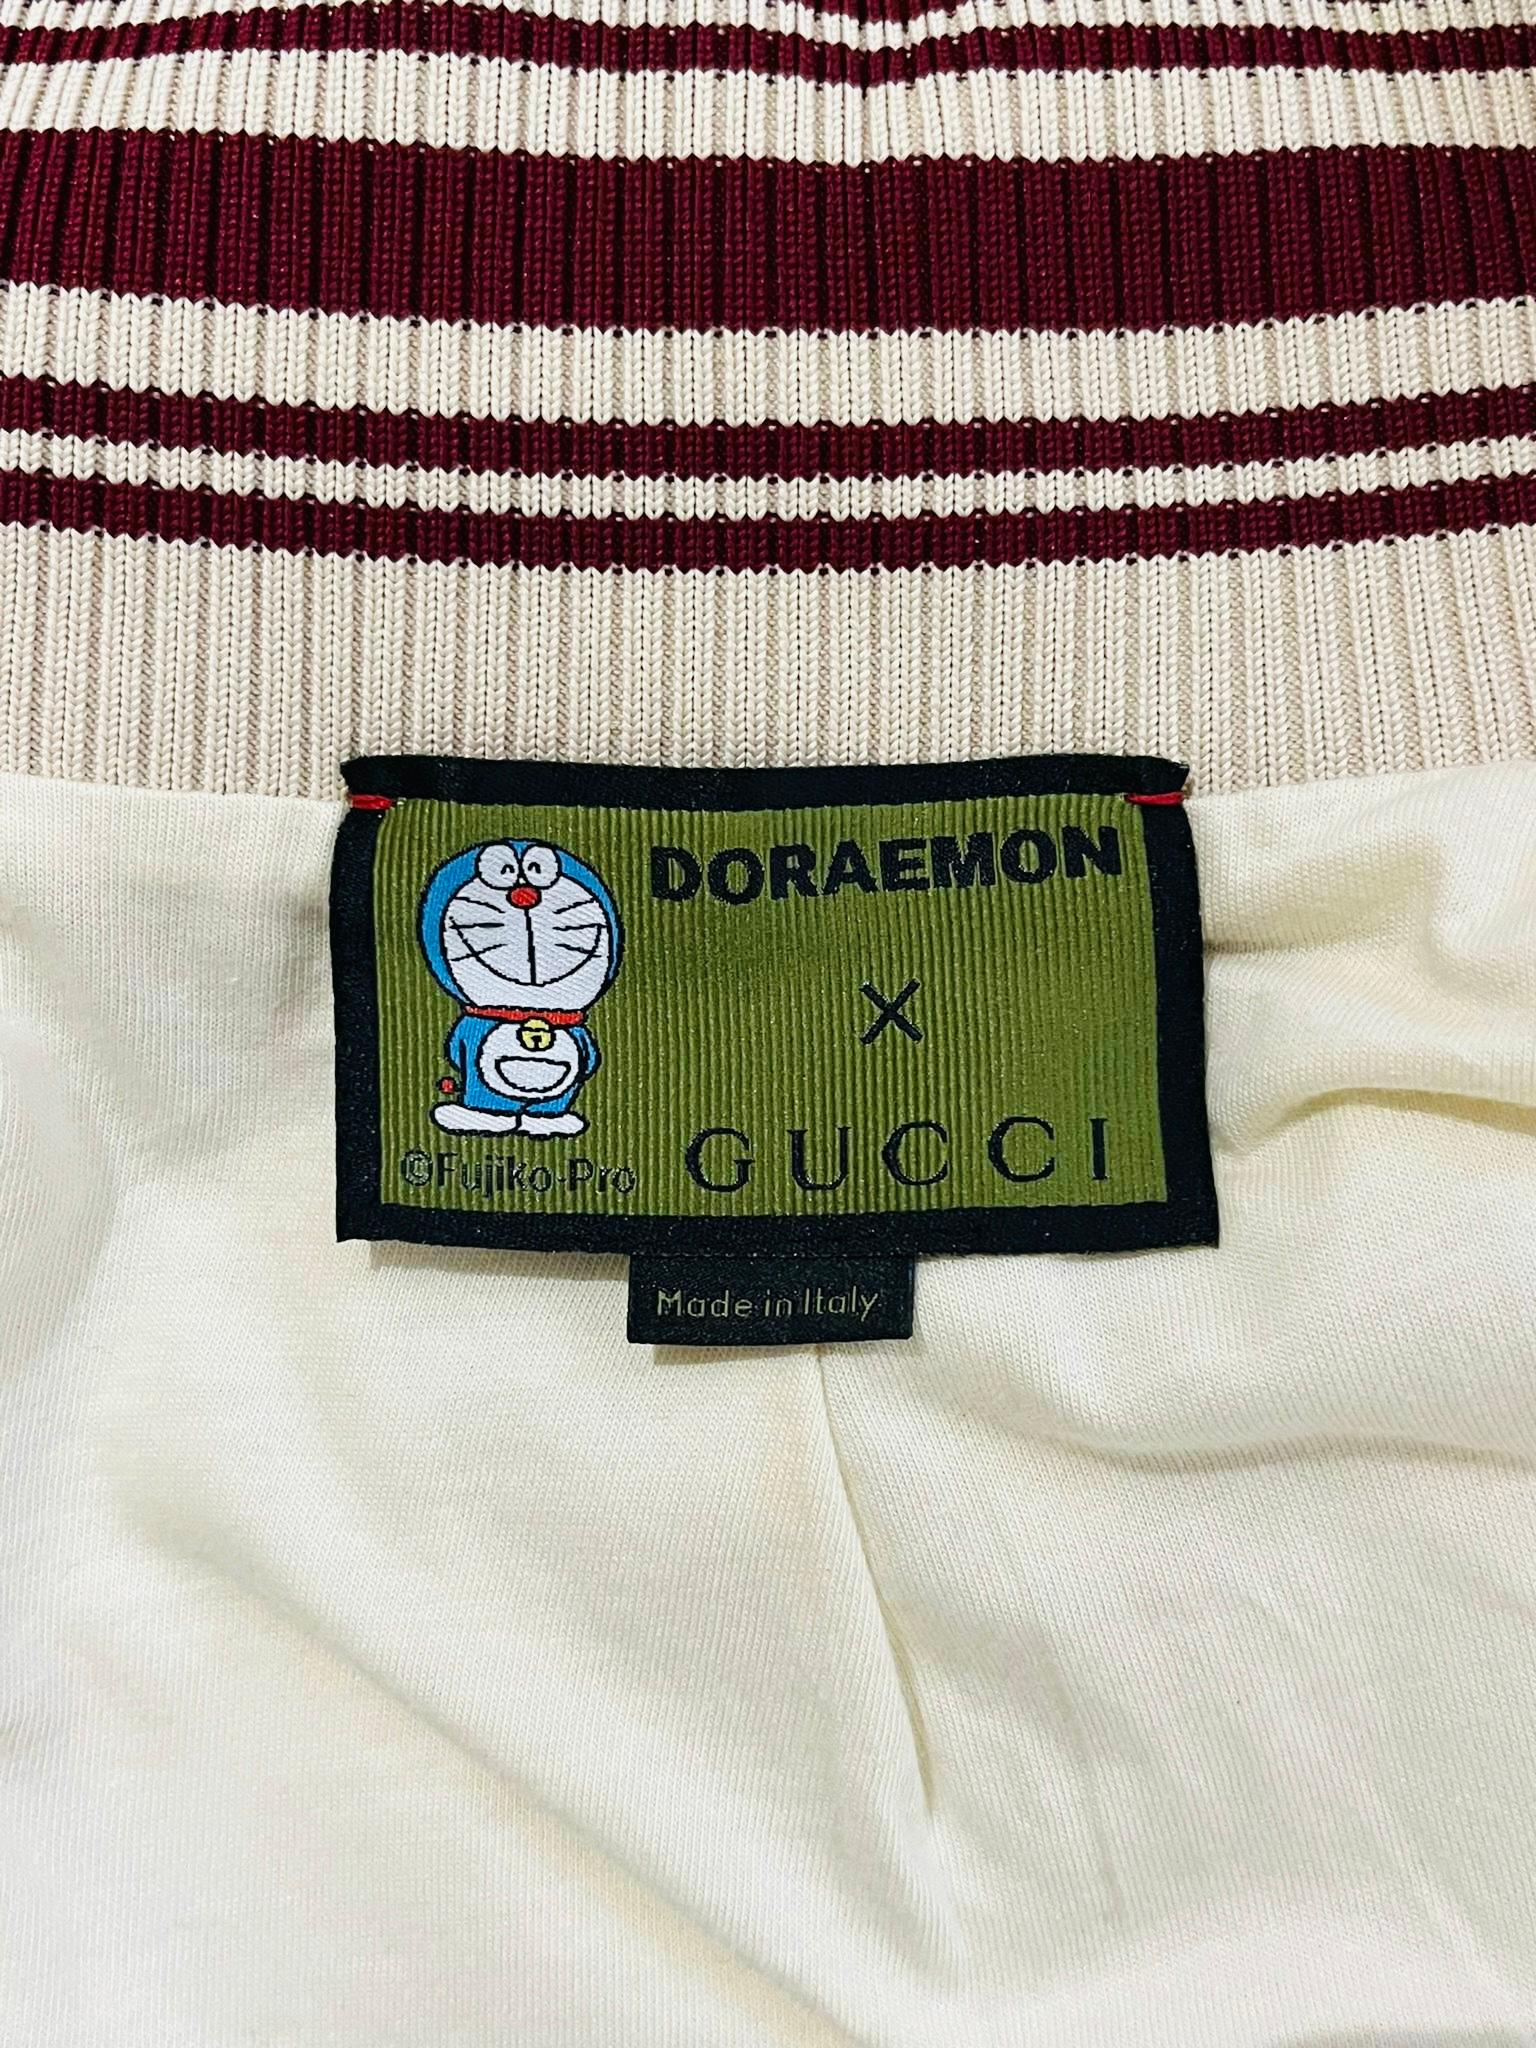 DORAEMON
×
GUCCI
©Fujiko-Pro
Made in Italy